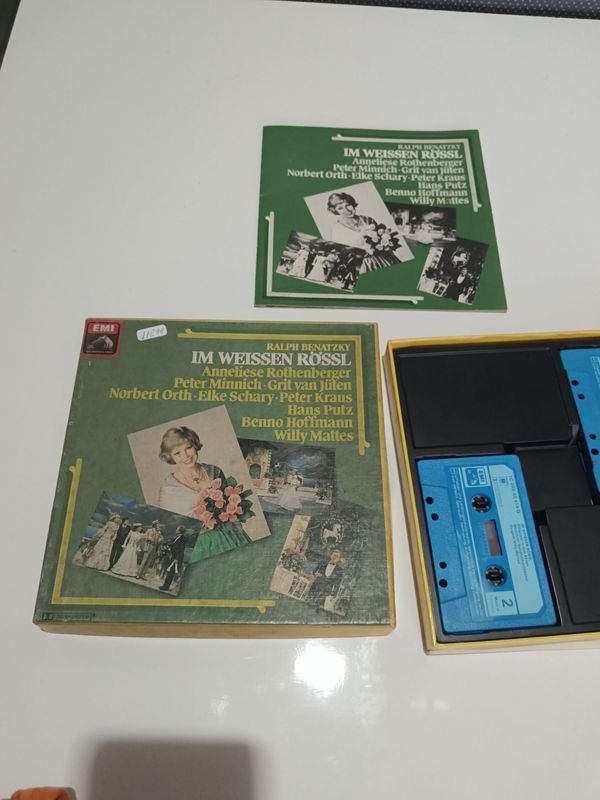 RALPH BENATZKY
IM WEISSEN RÖSSL
Anneliese Rothenberger
Peter Minnich · Grit van Jüten
Norbert Orth · Elke Schary · Peter Kraus
Hans Putz
Benno Hoffmann
Willy Mattes
EMI
11299
RALPH BENATZKY
IM WEISSEN RÖSSL
Anneliese Rothenberger
Peter Minnich · Grit van Jüten
Norbert Orth · Elke Schary · Peter Kraus
Hans Putz
Benno Hoffmann
Willy Mattes
EMI
2